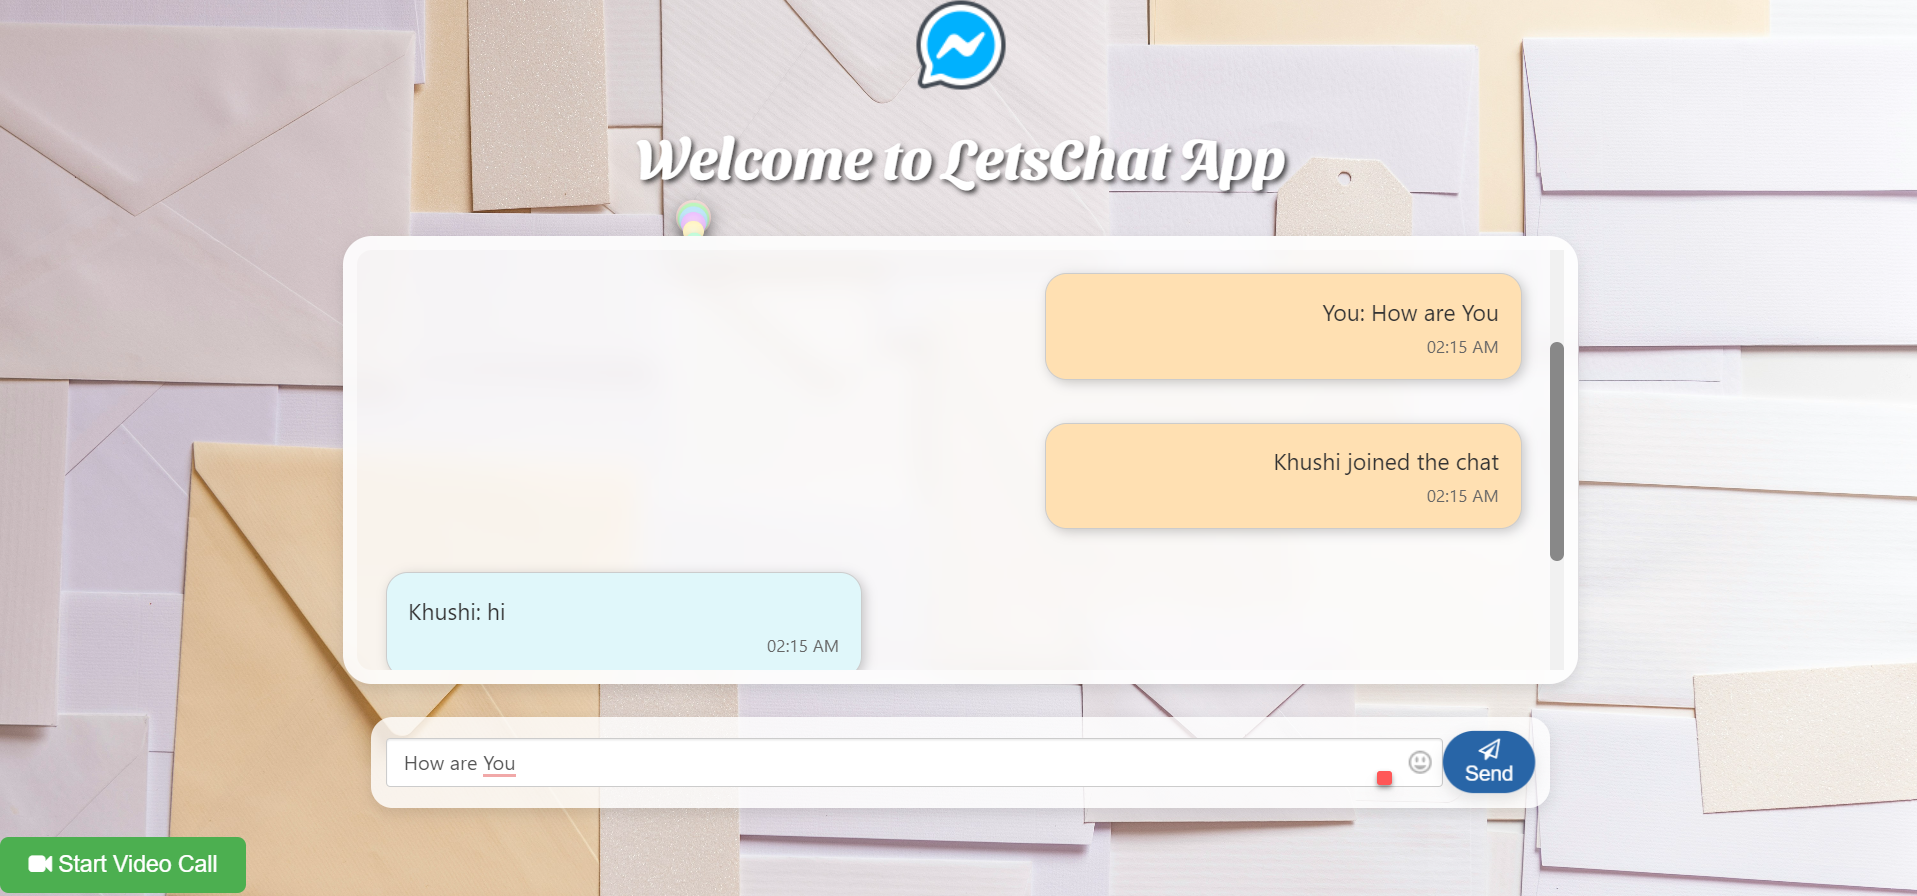 Welcome to LetsChat App
You: How are You
02:15 AM
Khushi joined the chat
02:15 AM
Khushi: hi
02:15 AM
How are You
Send
Start Video Call